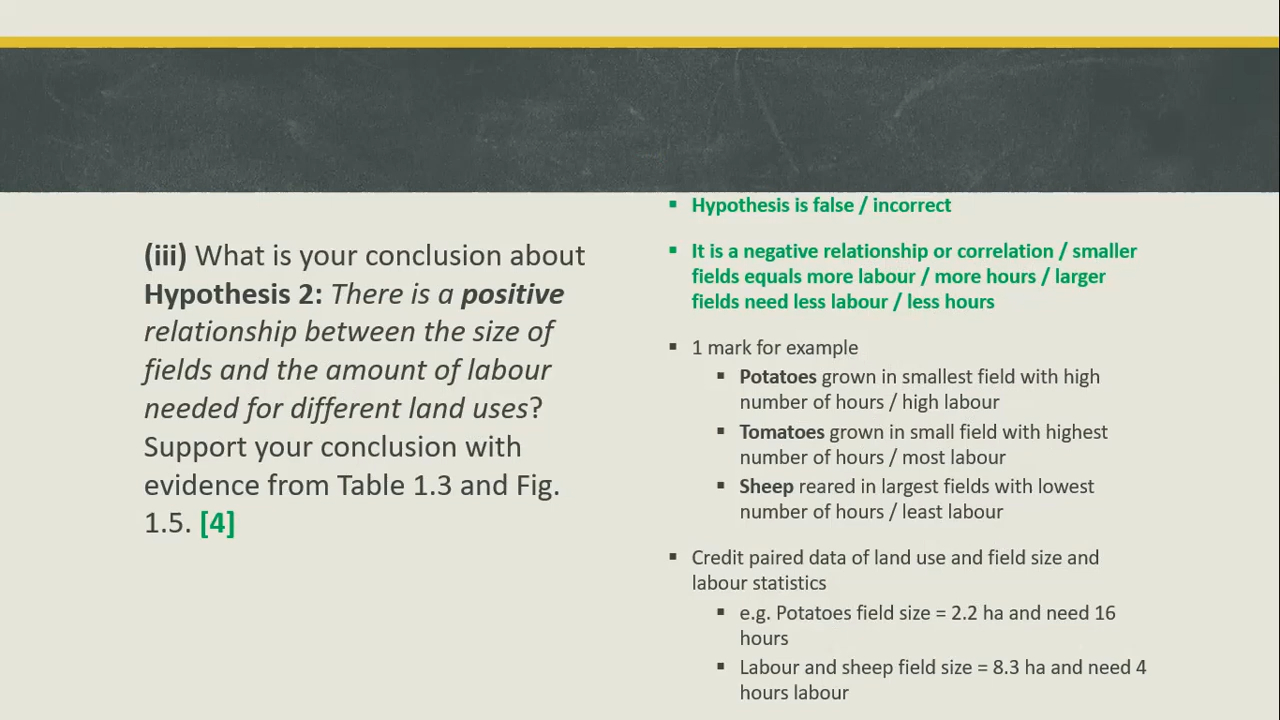 (iii) What is your conclusion about
Hypothesis 2: There is a positive
relationship between the size of
fields and the amount of labour
needed for different land uses?
Support your conclusion with
evidence from Table 1.3 and Fig.
1.5. [4]
▪ Hypothesis is false / incorrect
▪ It is a negative relationship or correlation / smaller
fields equals more labour / more hours / larger
fields need less labour / less hours
▪ 1 mark for example
▪ Potatoes grown in smallest field with high
number of hours / high labour
▪ Tomatoes grown in small field with highest
number of hours / most labour
▪ Sheep reared in largest fields with lowest
number of hours / least labour
▪ Credit paired data of land use and field size and
labour statistics
▪ e.g. Potatoes field size = 2.2 ha and need 16
hours
▪ Labour and sheep field size = 8.3 ha and need 4
hours labour